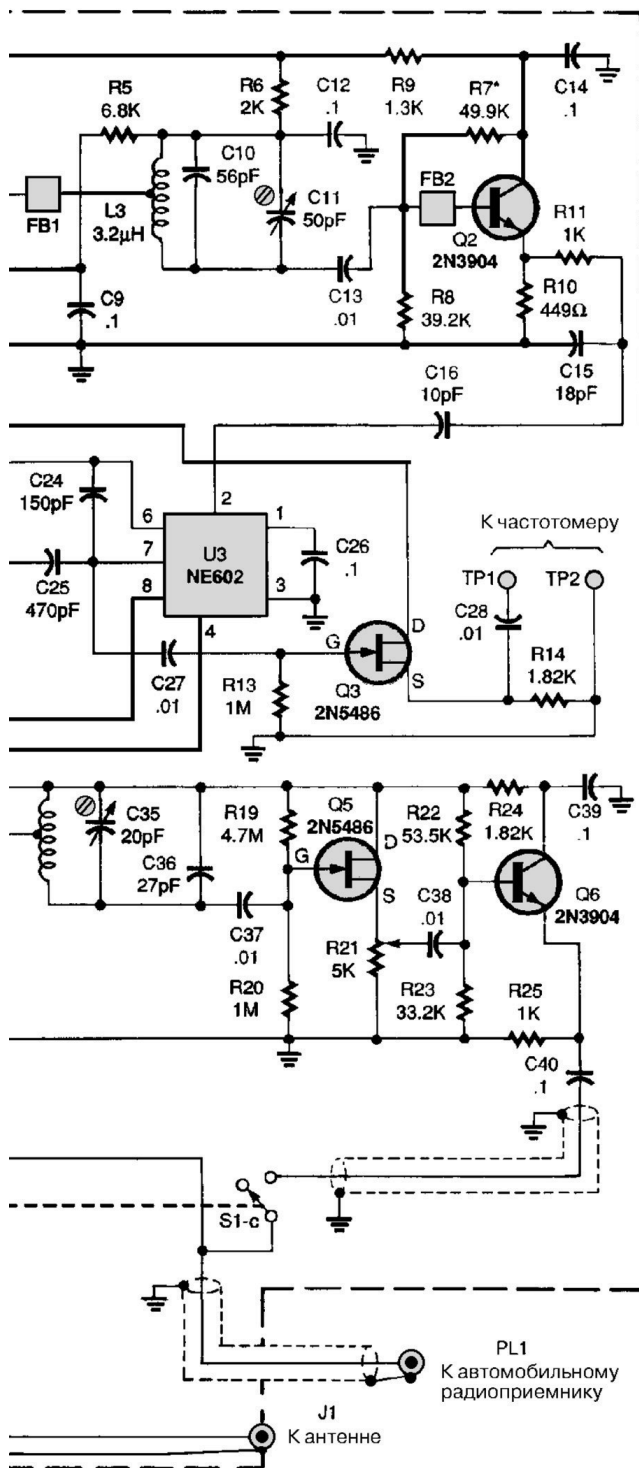 R5
6.8K
R6
2K
C12
.1
R9
1.3K
R7*
49.9K
C14
.1
C10
56pF
C11
50pF
FB1
L3
3.2µH
FB2
Q2
2N3904
R11
1K
C9
.1
C13
.01
R8
39.2K
R10
449Ω
C16
10pF
C15
18pF
C24
150pF
2
6
1
7
U3
NE602
C26
.1
К частотомеру
C25
470pF
8
3
4
TP1
TP2
C28
.01
G
D
S
R14
1.82K
C27
.01
R13
1M
Q3
2N5486
C35
20pF
C36
27pF
R19
4.7M
Q5
2N5486
G
D
S
R22
53.5K
R24
1.82K
C39
.1
Q6
2N3904
C37
.01
C38
.01
R21
5K
R20
1M
R23
33.2K
R25
1K
C40
.1
S1-c
PL1
К автомобильному
радиоприемнику
J1
К антенне